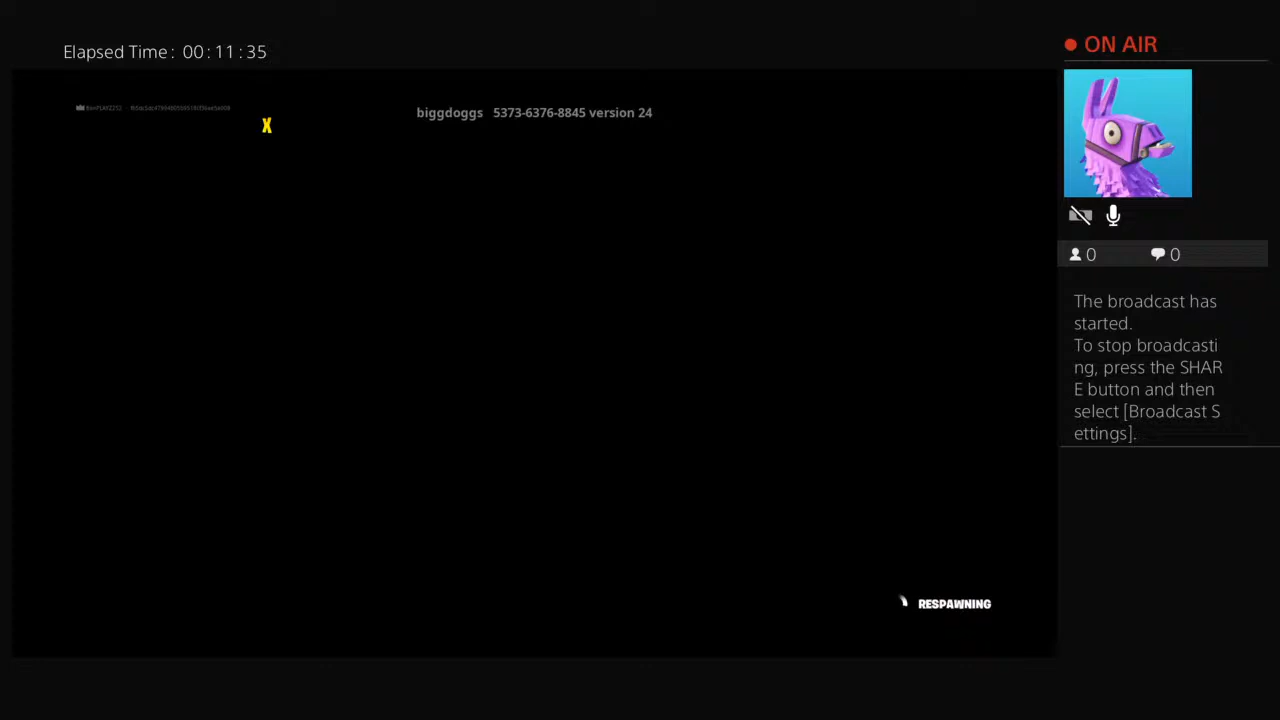 Elapsed Time: 00:11:35
ON AIR
biggdoggs 5373-6376-8845 version 24
X
0 0
The broadcast has
started.
To stop broadcasti
ng, press the SHAR
E button and then
select [Broadcast S
ettings].
RESPAWNING